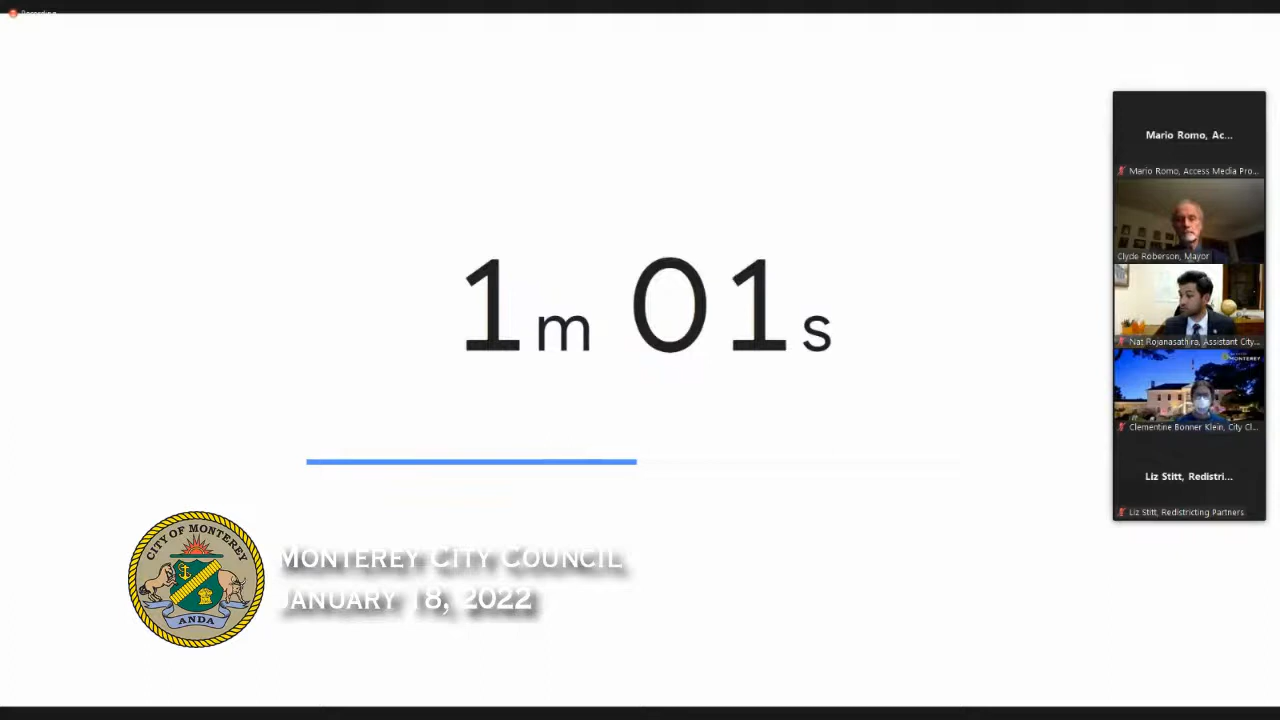 Recording
1m 01s
Mario Romo, Ac...
Mario Romo, Access Media Pro...
Clyde Roberson, Mayor
Nat Rojanasathira, Assistant City...
MONTEREY
Clementine Bonner Klein, City Cl...
Liz Stitt, Redistri...
Liz Stitt, Redistricting Partners
CITY OF MONTEREY
ANDA
MONTEREY CITY COUNCIL
JANUARY 18, 2022